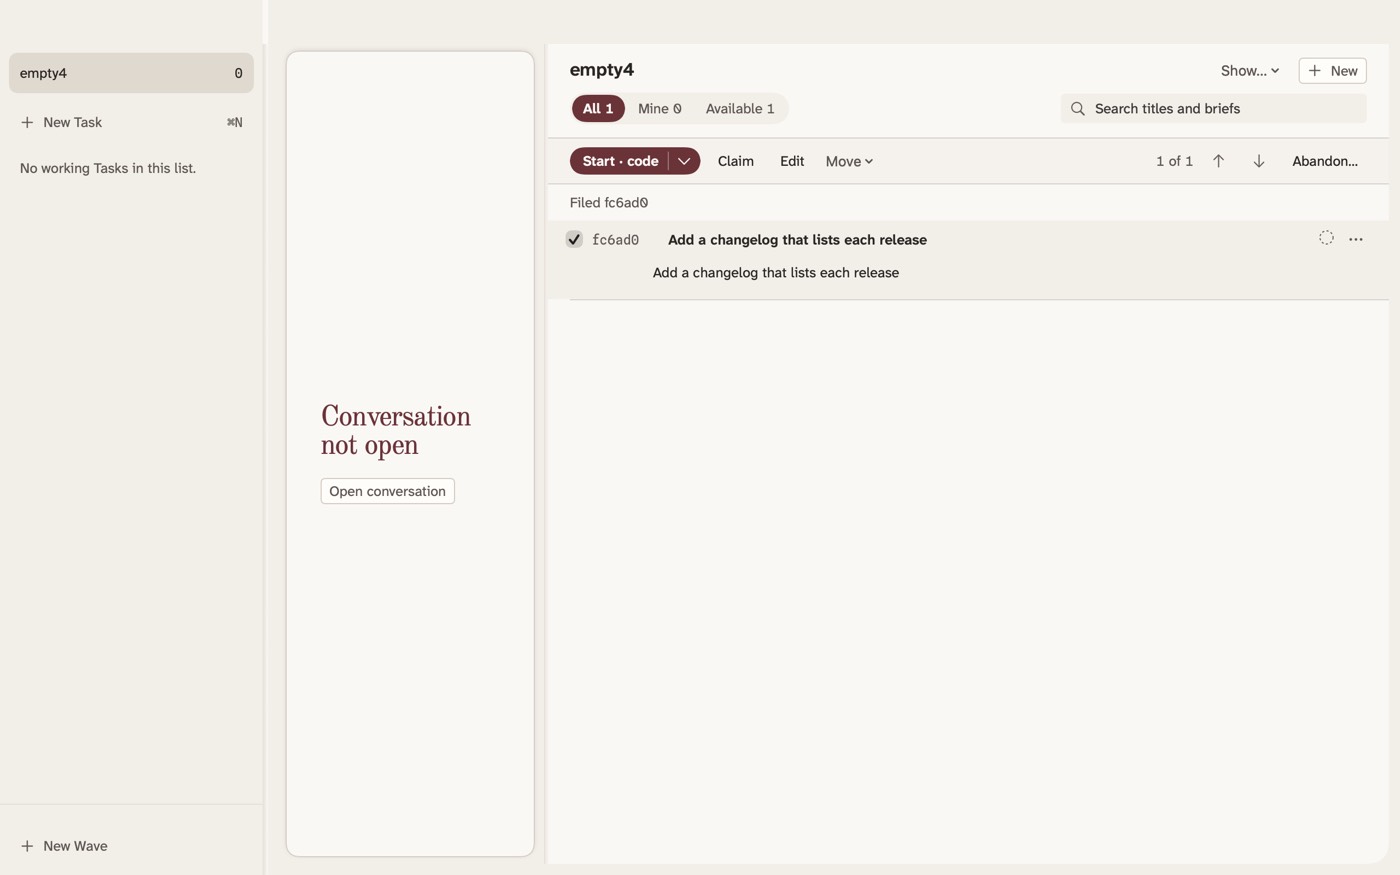 empty4 0
+ New Task ⌘N
No working Tasks in this list.
+ New Wave
Conversation
not open
Open conversation
empty4
Show...
+ New
All 1 Mine 0 Available 1
Search titles and briefs
Start · code
Claim
Edit
Move
1 of 1
Abandon...
Filed fc6ad0
fc6ad0 Add a changelog that lists each release
Add a changelog that lists each release